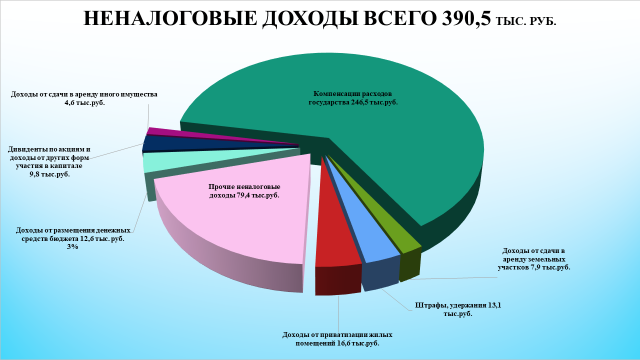 НЕНАЛОГОВЫЕ ДОХОДЫ ВСЕГО 390,5 ТЫС. РУБ.
Компенсации расходов
государства 246,5 тыс.руб.
Доходы от сдачи в аренду иного имущества
4,6 тыс.руб.
Дивиденты по акциям и
доходы от других форм
участия в капитале
9,8 тыс.руб.
Прочие неналоговые
доходы 79,4 тыс.руб.
Доходы от размещения денежных
средств бюджета 12,6 тыс.руб.
3%
Доходы от сдачи в
аренду земельных
участков 7,9 тыс.руб.
Штрафы, удержания 13,1
тыс.руб.
Доходы от приватизации жилых
помещений 16,6 тыс.руб.